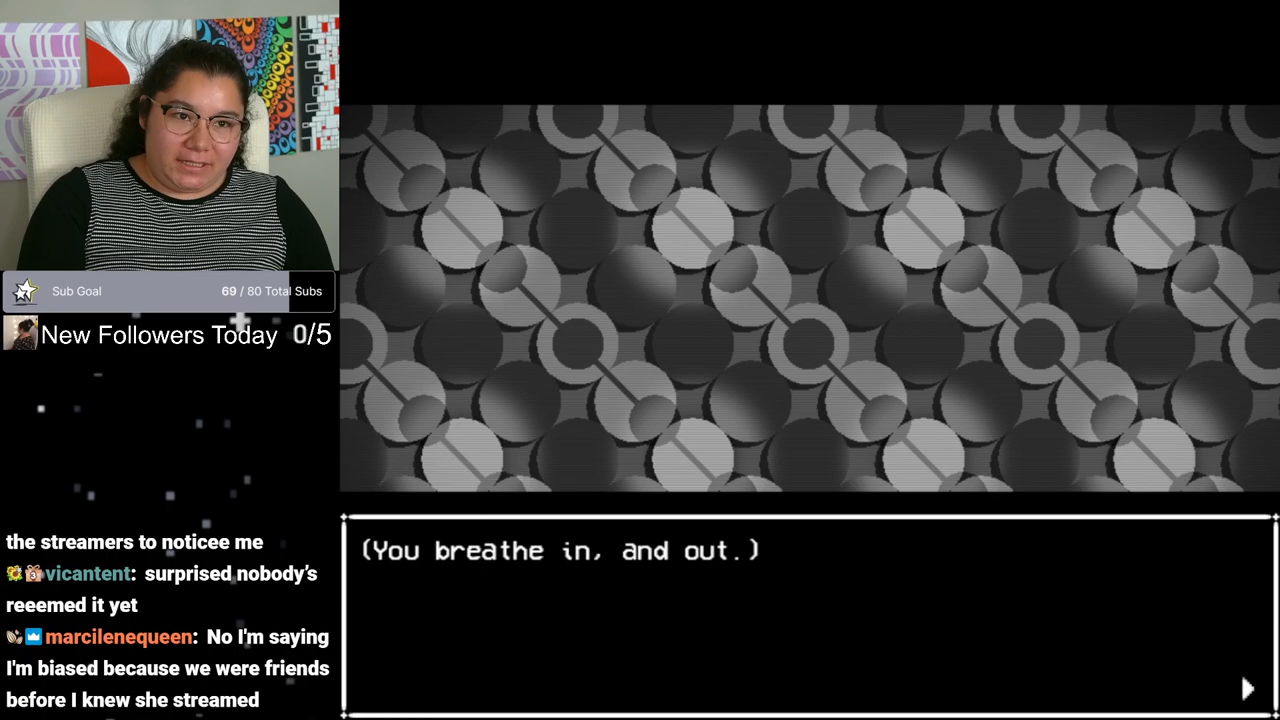 Sub Goal 69 / 80 Total Subs
New Followers Today 0/5
the streamers to noticee me
vicantent: surprised nobody's
reeemed it yet
marcilenequeen: No I'm saying
I'm biased because we were friends
before I knew she streamed
(You breathe in, and out.)